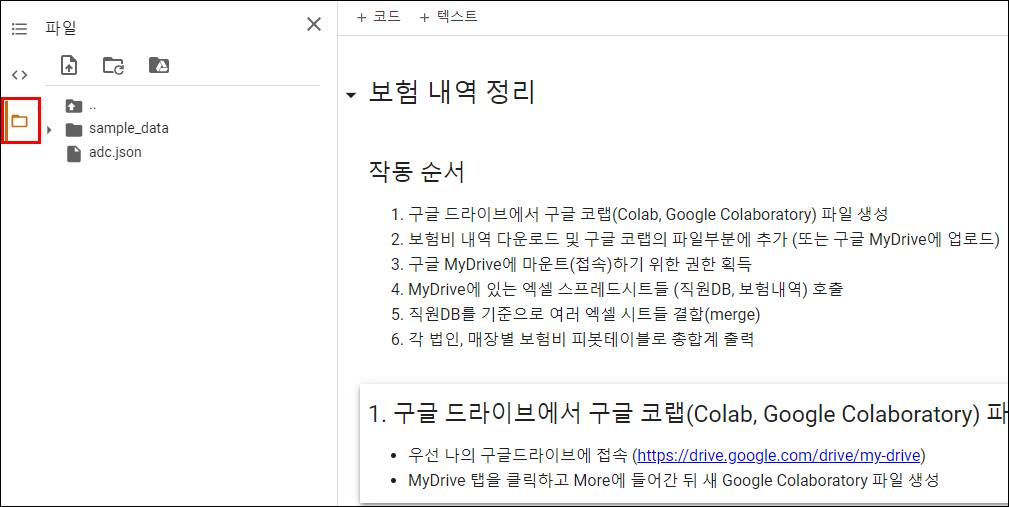 파일
+ 코드 + 텍스트
..
sample_data
adc.json
보험 내역 정리
작동 순서
1. 구글 드라이브에서 구글 코랩(Colab, Google Colaboratory) 파일 생성
2. 보험비 내역 다운로드 및 구글 코랩의 파일부분에 추가 (또는 구글 MyDrive에 업로드)
3. 구글 MyDrive에 마운트(접속)하기 위한 권한 획득
4. MyDrive에 있는 엑셀 스프레드시트들 (직원DB, 보험내역) 호출
5. 직원DB를 기준으로 여러 엑셀 시트들 결합(merge)
6. 각 법인, 매장별 보험비 피봇테이블로 총합계 출력
1. 구글 드라이브에서 구글 코랩(Colab, Google Colaboratory) 파
• 우선 나의 구글드라이브에 접속 (https://drive.google.com/drive/my-drive)
• MyDrive 탭을 클릭하고 More에 들어간 뒤 새 Google Colaboratory 파일 생성